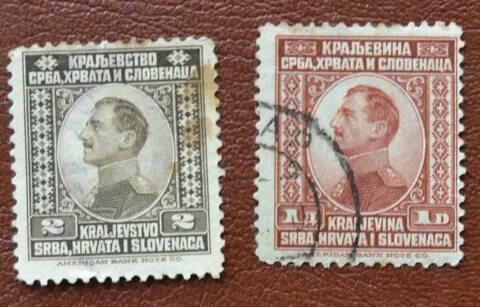 КРАЉЕВСТВО
СРБА, ХРВАТА И СЛОВЕНАЦА
2 2
KRALJEVSTVO
SRBA, HRVATA I SLOVENACA
AMERICAN BANK NOTE CO.
КРАЉЕВИНА
СРБА, ХРВАТА И СЛОВЕНАЦА
1Д 1D
KRALJEVINA
SRBA, HRVATA I SLOVENACA
AMERICAN BANK NOTE CO.